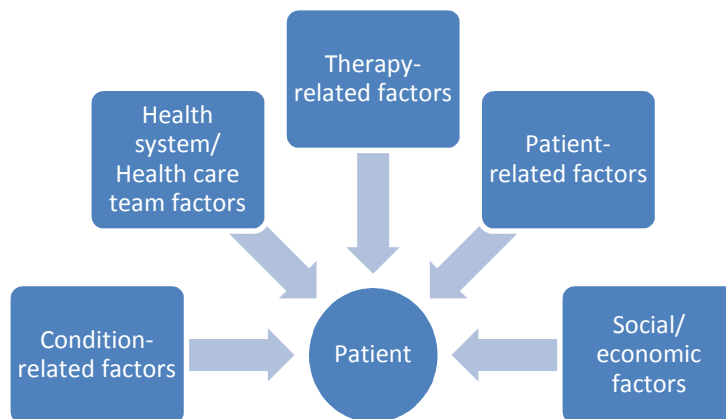 Therapy-
related factors
Health
system/
Health care
team factors
Patient-
related factors
Condition-
related factors
Patient
Social/
economic
factors